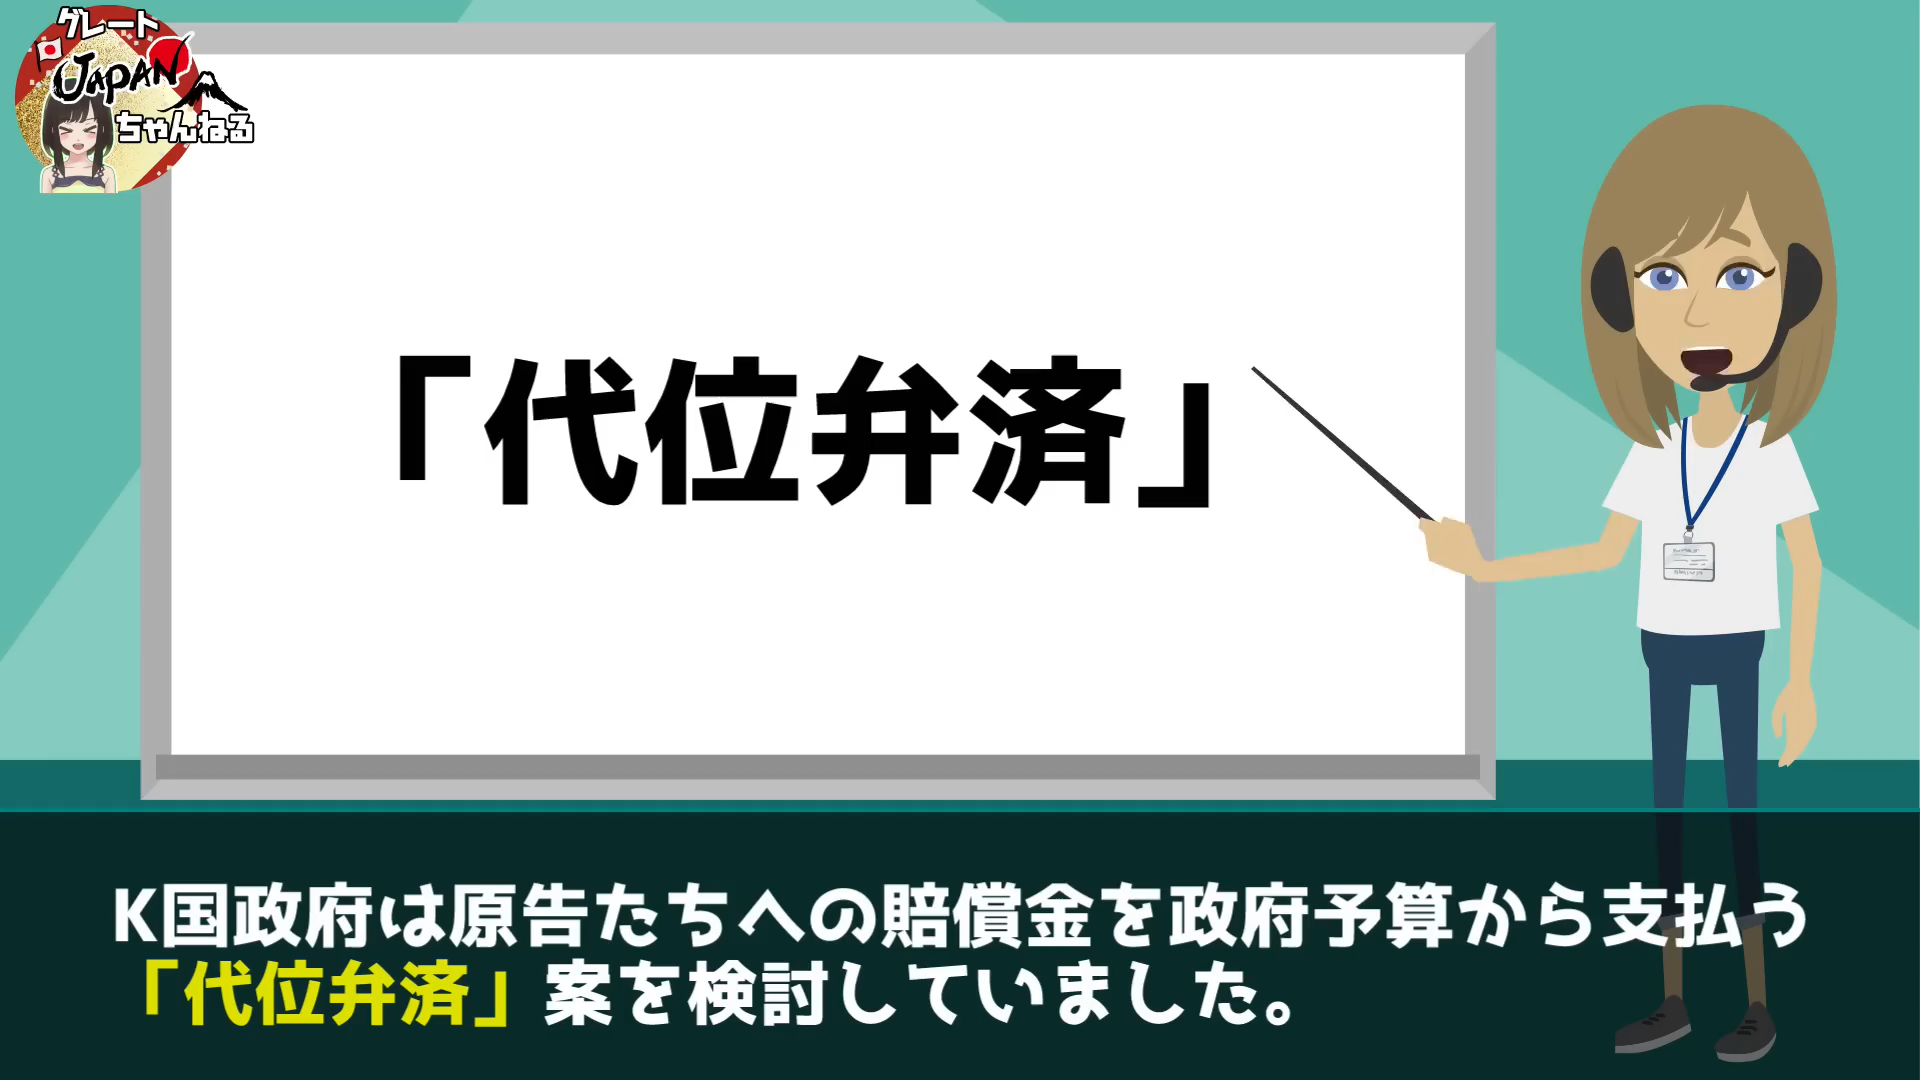 グレート
JAPAN
ちゃんねる
「代位弁済」
K国政府は原告たちへの賠償金を政府予算から支払う
「代位弁済」案を検討していました。